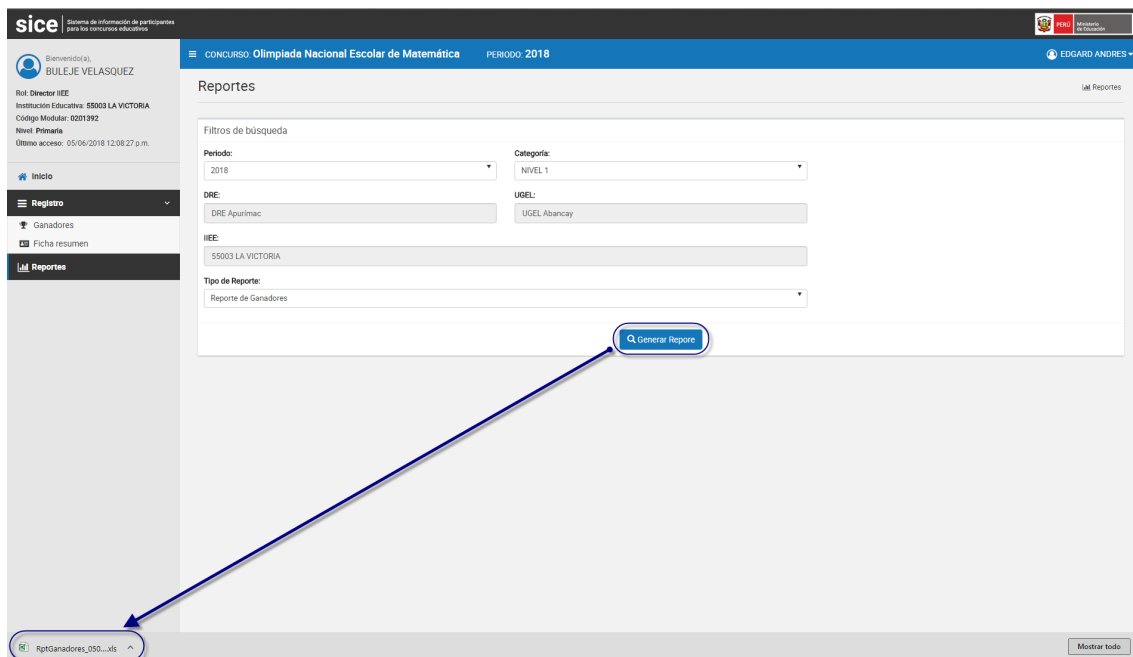 sice Sistema de información de participantes
para los concursos educativos
PERÚ Ministerio
de Educación
Bienvenido(a),
BULEJE VELASQUEZ
Rol: Director IIEE
Institución Educativa: 55003 LA VICTORIA
Código Modular: 0201392
Nivel: Primaria
Último acceso: 05/06/2018 12:08:27 p.m.
Inicio
Registro
Ganadores
Ficha resumen
Reportes
CONCURSO: Olimpiada Nacional Escolar de Matemática PERIODO: 2018
EDGARD ANDRES
Reportes
Reportes
Filtros de búsqueda
Periodo: Categoría:
2018 NIVEL 1
DRE: UGEL:
DRE Apurímac UGEL Abancay
IIEE:
55003 LA VICTORIA
Tipo de Reporte:
Reporte de Ganadores
Generar Repore
RptGanadores_050....xls
Mostrar todo